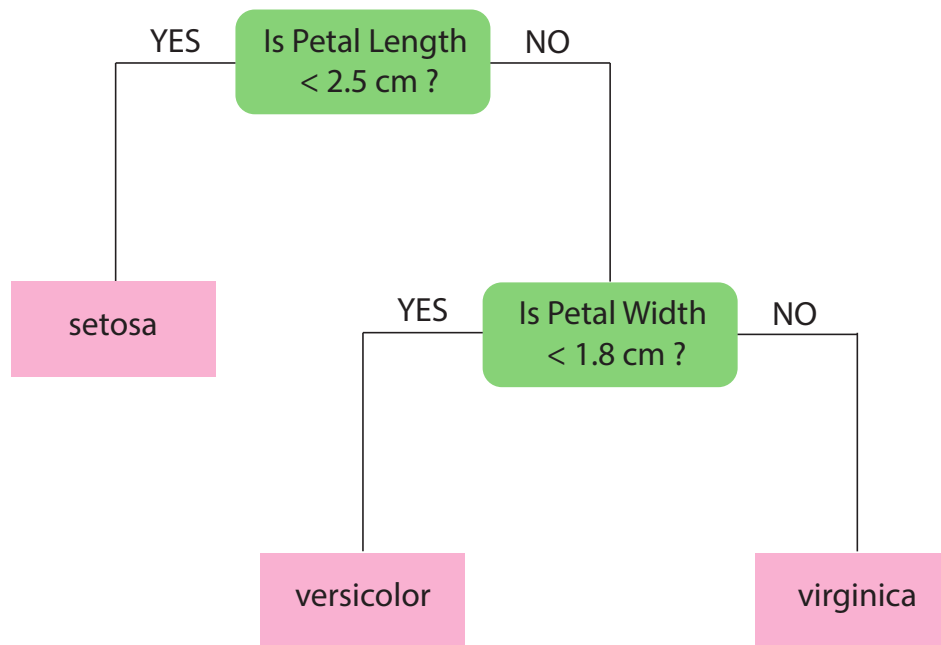 YES
Is Petal Length
< 2.5 cm ?
NO
setosa
YES
Is Petal Width
< 1.8 cm ?
NO
versicolor
virginica